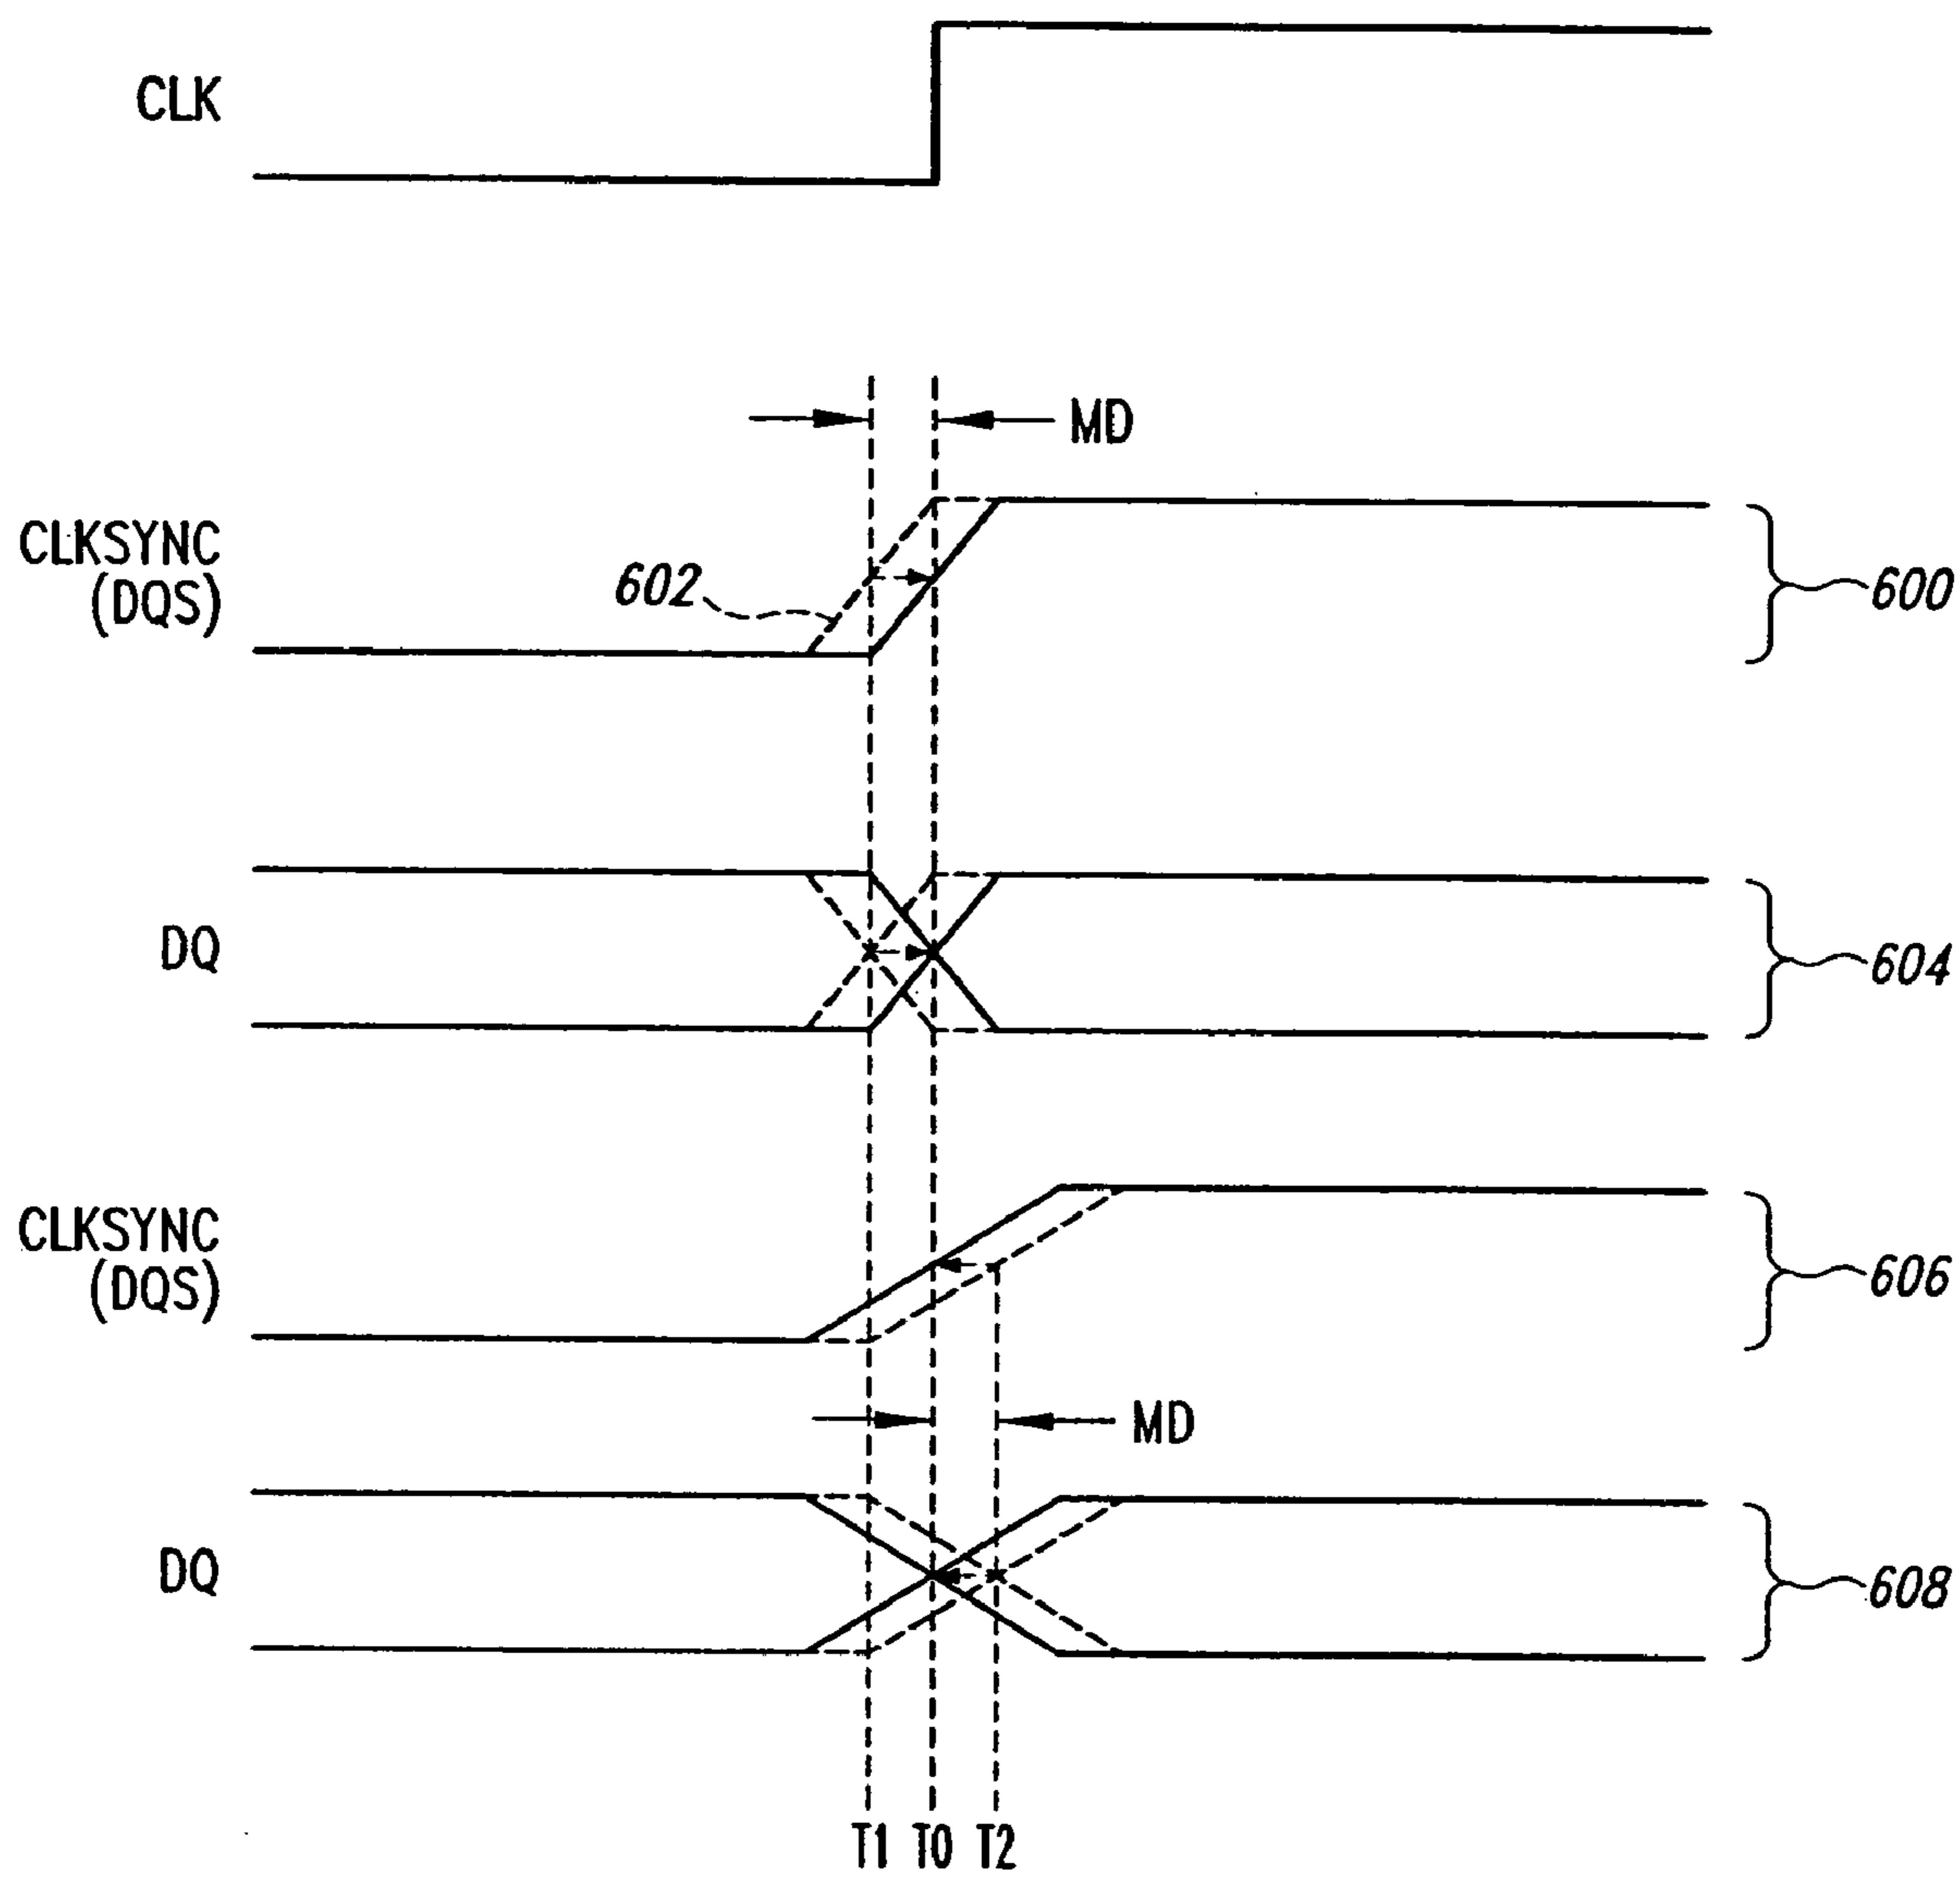 CLK
MD
CLKSYNC
(DQS)
602
600
DQ
604
CLKSYNC
(DQS)
606
MD
DQ
608
T1 T0 T2